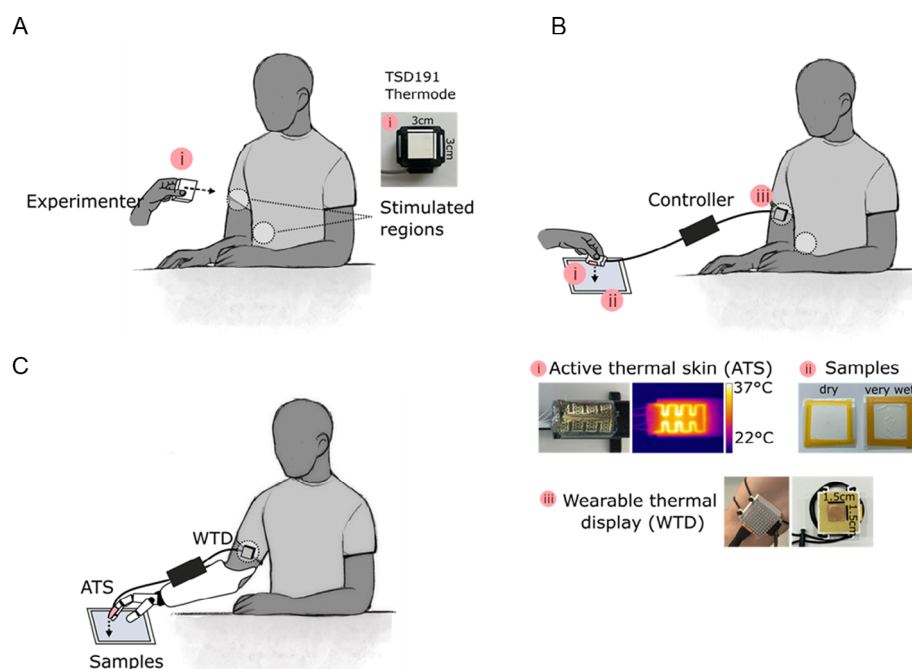 A
TSD191
Thermode
i
3cm
3cm
i
Experimenter
Stimulated
regions
B
Controller
iii
i
ii
i Active thermal skin (ATS)
37°C
22°C
ii Samples
dry
very wet
iii Wearable thermal
display (WTD)
1.5cm
1.5cm
C
WTD
ATS
Samples